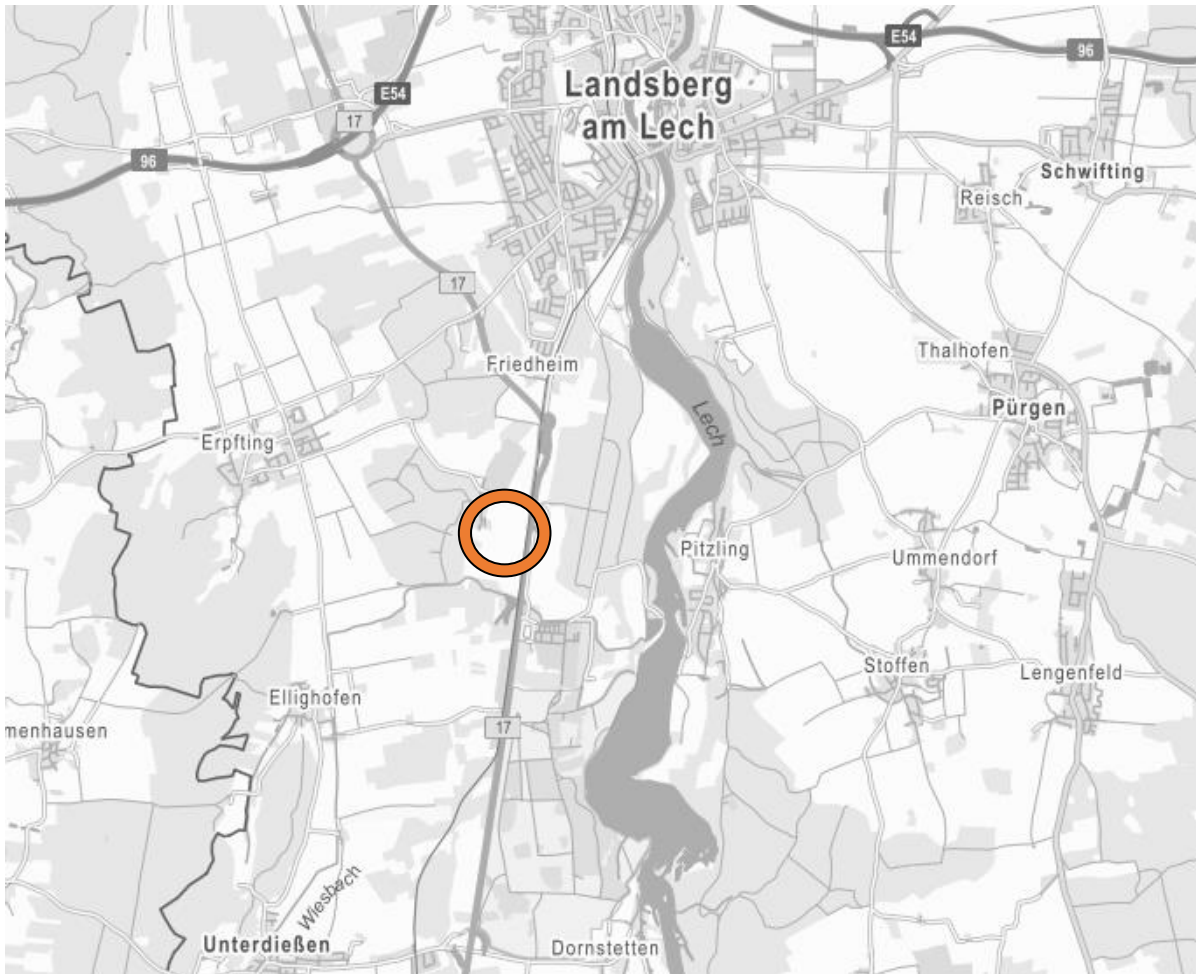 E54
96
Landsberg
am Lech
E54
17
96
Schwifting
Reisch
17
Friedheim
Thalhofen
Lech
Pürgen
Erpfting
Pitzling
Ummendorf
Stoffen
Lengenfeld
Ellighofen
17
menhausen
Wiesbach
Unterdießen
Dornstetten